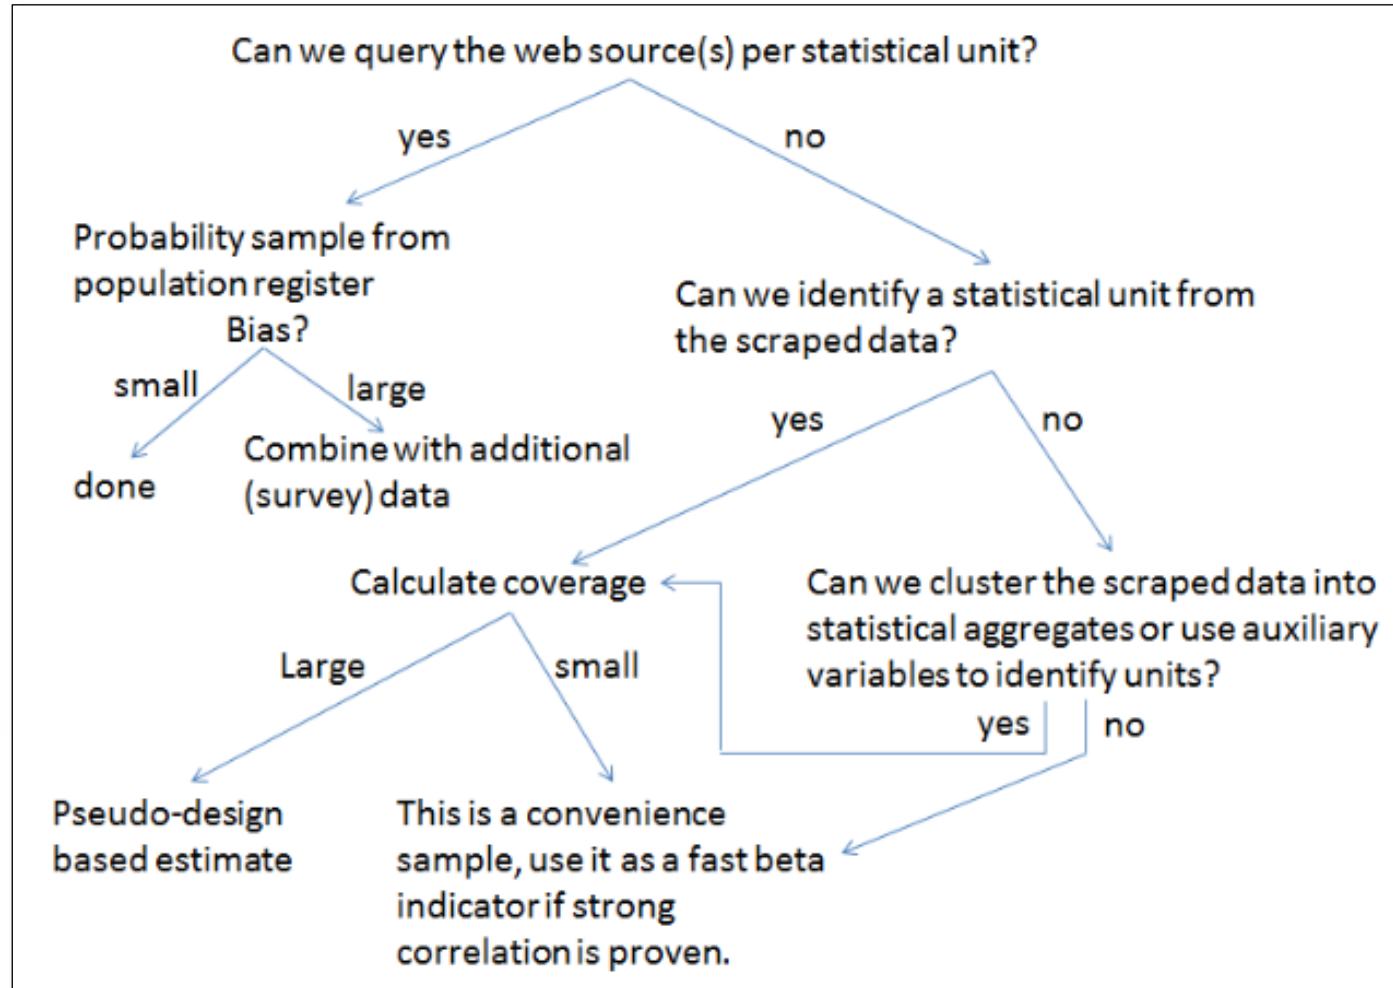 Can we query the web source(s) per statistical unit?
yes
no
Probability sample from
population register
Bias?
small
large
done
Combine with additional
(survey) data
Can we identify a statistical unit from
the scraped data?
yes
no
Calculate coverage
Can we cluster the scraped data into
statistical aggregates or use auxiliary
variables to identify units?
Large
small
yes
no
Pseudo-design
based estimate
This is a convenience
sample, use it as a fast beta
indicator if strong
correlation is proven.